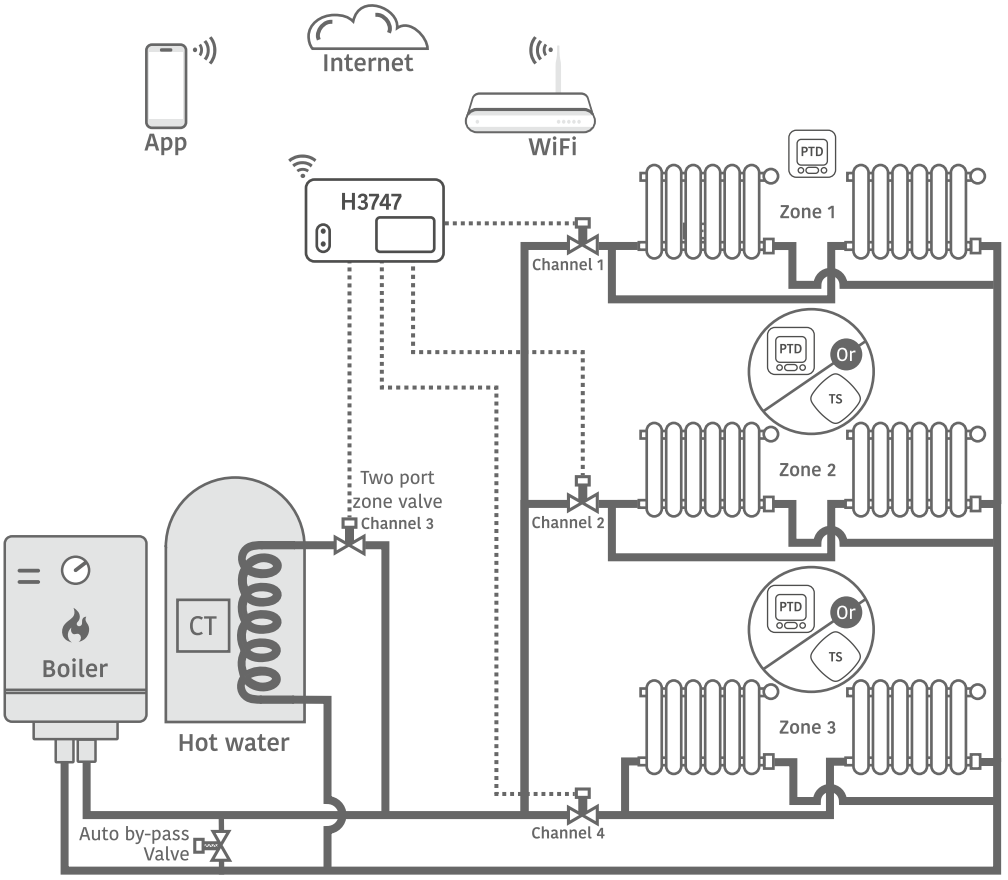 Internet
App
WiFi
H3747
PTD
Zone 1
Channel 1
PTD
Or
TS
Zone 2
Two port
zone valve
Channel 3
Channel 2
PTD
Or
TS
CT
Boiler
Zone 3
Hot water
Auto by-pass
Valve
Channel 4